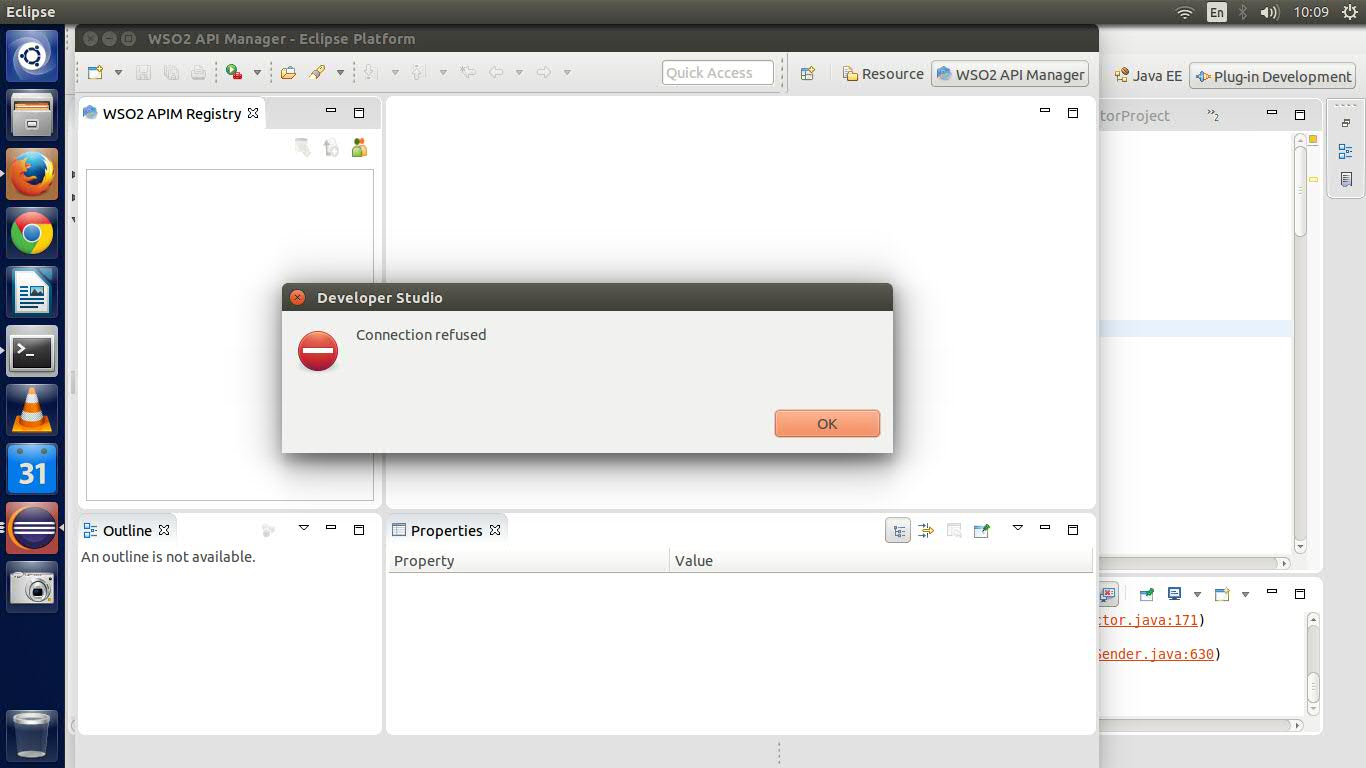 Eclipse
En
10:09
WSO2 API Manager - Eclipse Platform
Quick Access
Resource
WSO2 API Manager
Java EE
Plug-in Development
WSO2 APIM Registry
torProject
2
Developer Studio
Connection refused
OK
31
Outline
An outline is not available.
Properties
Property
Value
ctor.java:171)
Sender.java:630)